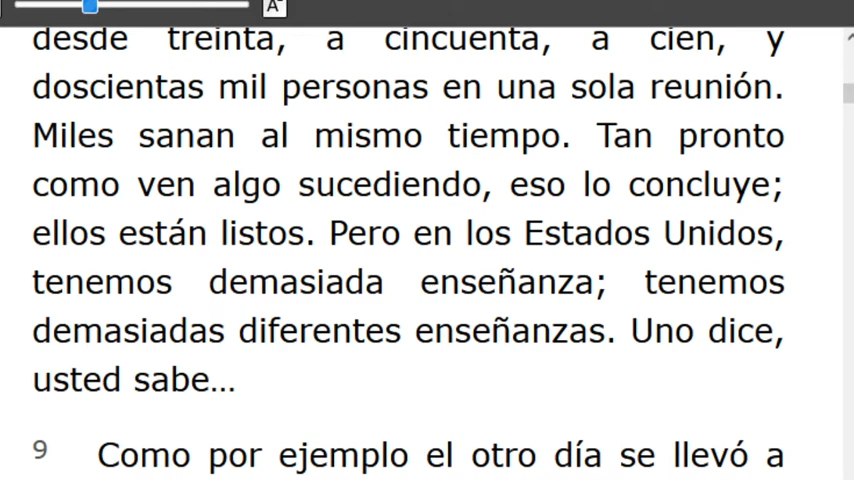 A
desde treinta, a cincuenta, a cien, y
doscientas mil personas en una sola reunión.
Miles sanan al mismo tiempo. Tan pronto
como ven algo sucediendo, eso lo concluye;
ellos están listos. Pero en los Estados Unidos,
tenemos demasiada enseñanza; tenemos
demasiadas diferentes enseñanzas. Uno dice,
usted sabe…
9 Como por ejemplo el otro día se llevó a